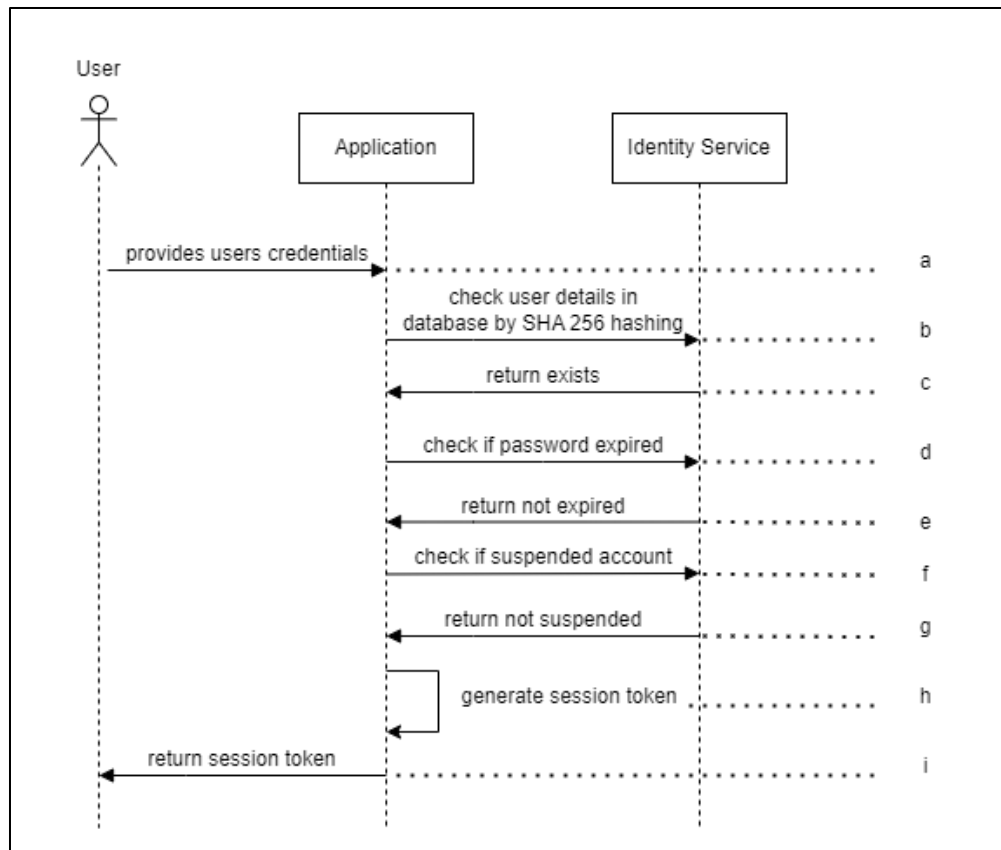 User
Application
Identity Service
provides users credentials
a
check user details in
database by SHA 256 hashing
b
return exists
c
check if password expired
d
return not expired
e
check if suspended account
f
return not suspended
g
generate session token
h
return session token
i